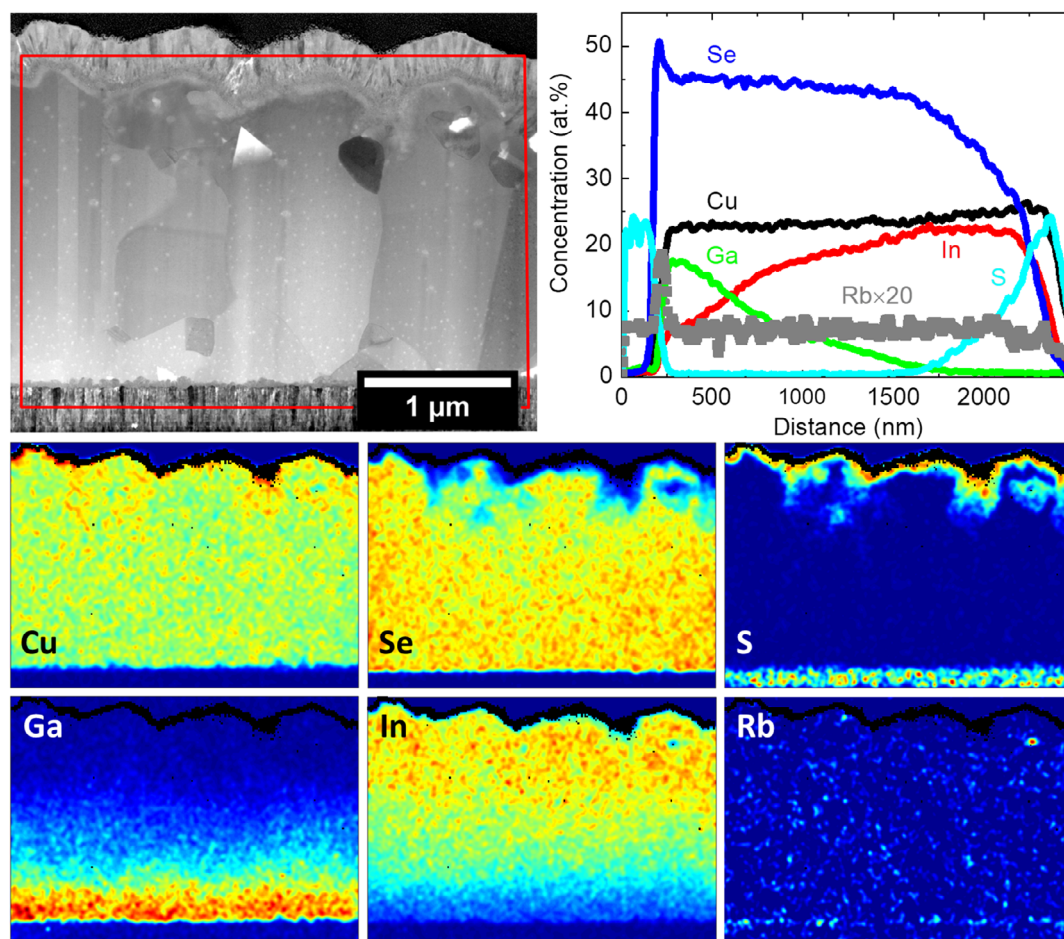 1 µm
Concentration (at.%)
50
40
30
20
10
0
Se
Cu
Ga
In
S
Rb×20
0
500
1000
1500
2000
Distance (nm)
Cu
Se
S
Ga
In
Rb